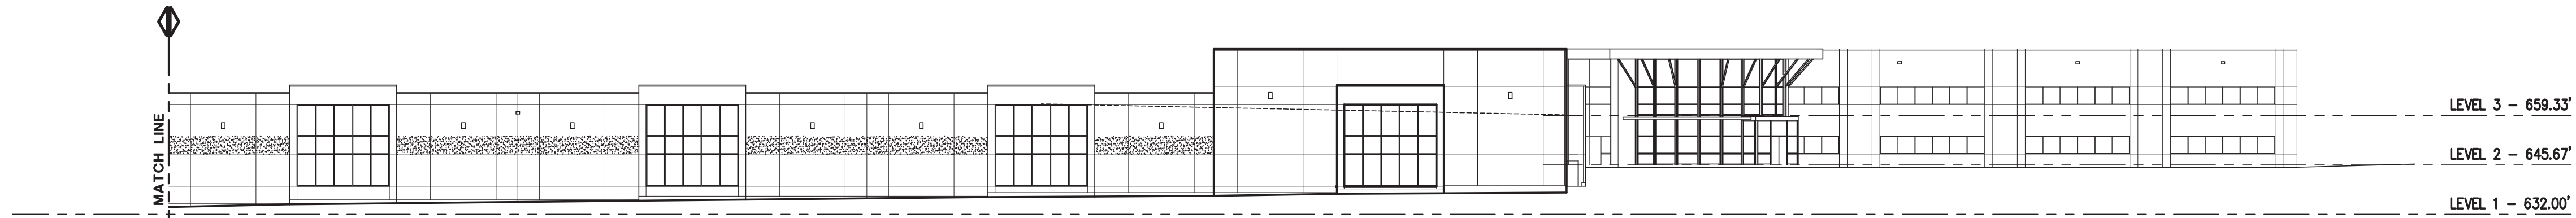 MATCH LINE
LEVEL 3 - 659.33'
LEVEL 2 - 645.67'
LEVEL 1 - 632.00'